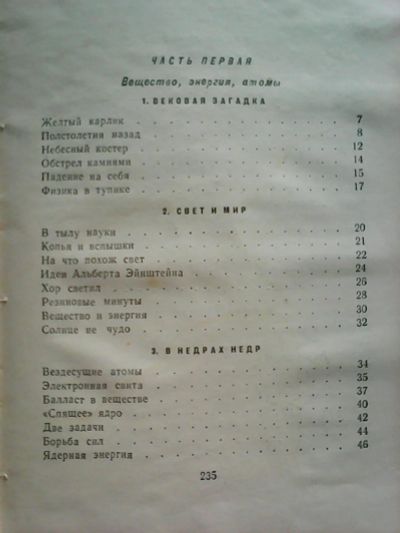 ЧАСТЬ ПЕРВАЯ
Вещество, энергия, атомы
1. ВЕКОВАЯ ЗАГАДКА
Желтый карлик . . . . . . . . . . . . 7
Полстолетия назад . . . . . . . . . . . . 8
Небесный костер . . . . . . . . . . . . 12
Обстрел камнями . . . . . . . . . . . . 14
Падение на себя . . . . . . . . . . . . 15
Физика в тупике . . . . . . . . . . . . 17
2. СВЕТ И МИР
В тылу науки . . . . . . . . . . . . 20
Копья и вспышки . . . . . . . . . . . . 21
На что похож свет . . . . . . . . . . . . 22
Идеи Альберта Эйнштейна . . . . . . . . . . . . 24
Хор светил . . . . . . . . . . . . 26
Резиновые минуты . . . . . . . . . . . . 28
Вещество и энергия . . . . . . . . . . . . 30
Солнце не чудо . . . . . . . . . . . . 32
3. В НЕДРАХ НЕДР
Вездесущие атомы . . . . . . . . . . . . 34
Электронная свита . . . . . . . . . . . . 35
Балласт в веществе . . . . . . . . . . . . 37
«Спящее» ядро . . . . . . . . . . . . 40
Две задачи . . . . . . . . . . . . 42
Борьба сил . . . . . . . . . . . . 44
Ядерная энергия . . . . . . . . . . . . 46
235